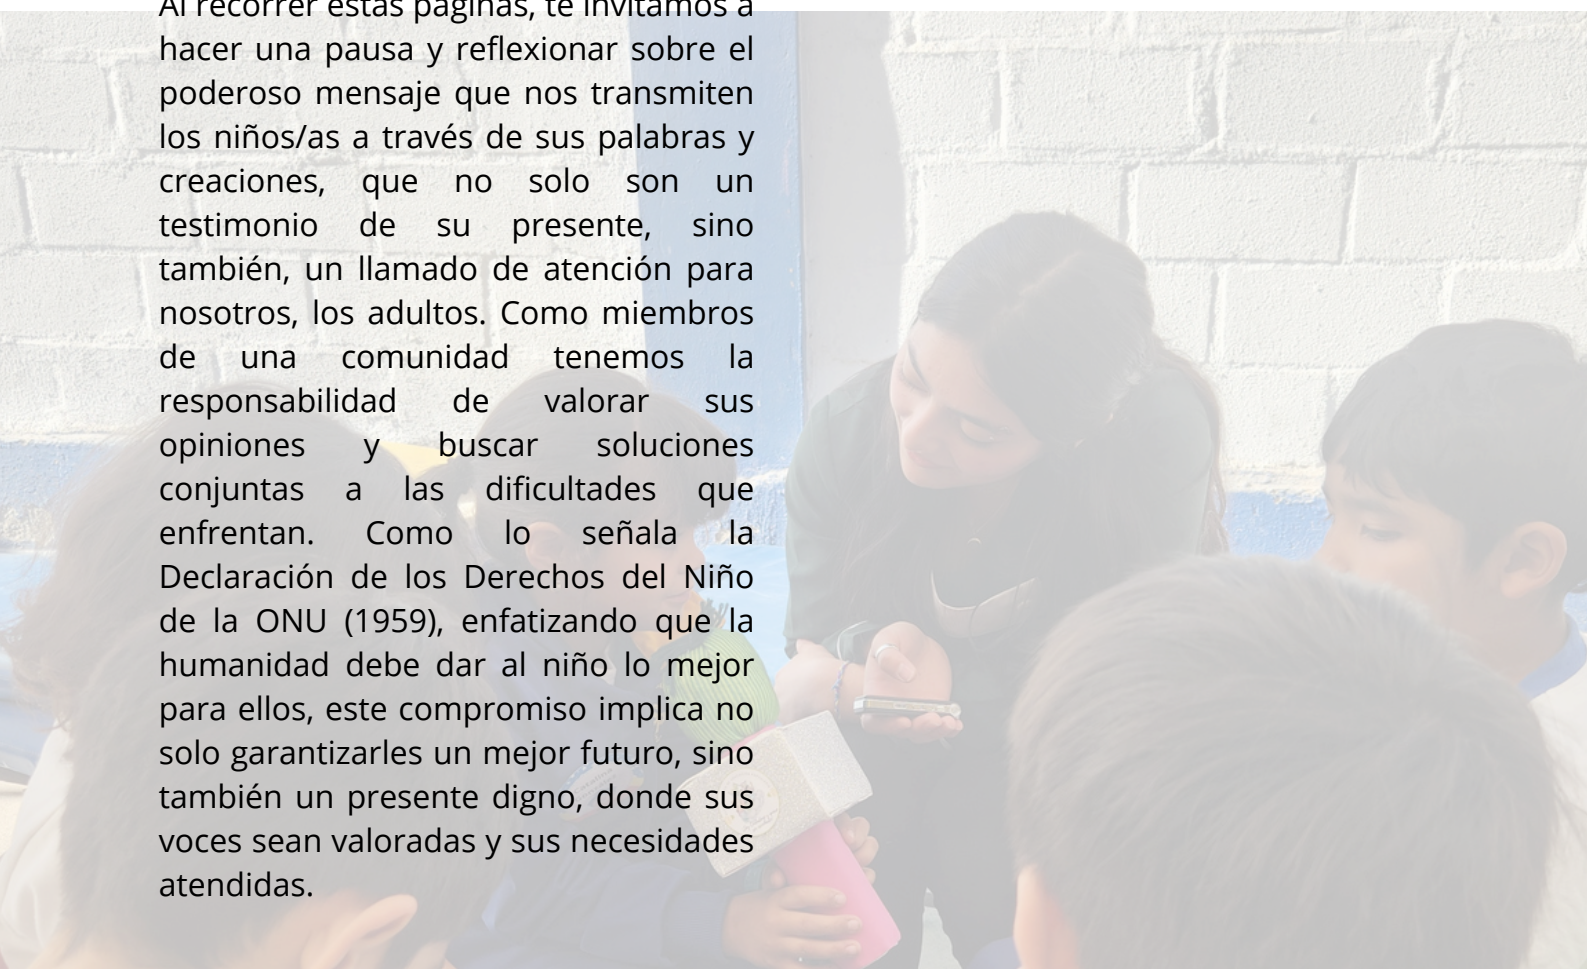 Al recorrer estas páginas, te invitamos a
hacer una pausa y reflexionar sobre el
poderoso mensaje que nos transmiten
los niños/as a través de sus palabras y
creaciones, que no solo son un
testimonio de su presente, sino
también, un llamado de atención para
nosotros, los adultos. Como miembros
de una comunidad tenemos la
responsabilidad de valorar sus
opiniones y buscar soluciones
conjuntas a las dificultades que
enfrentan. Como lo señala la
Declaración de los Derechos del Niño
de la ONU (1959), enfatizando que la
humanidad debe dar al niño lo mejor
para ellos, este compromiso implica no
solo garantizarles un mejor futuro, sino
también un presente digno, donde sus
voces sean valoradas y sus necesidades
atendidas.